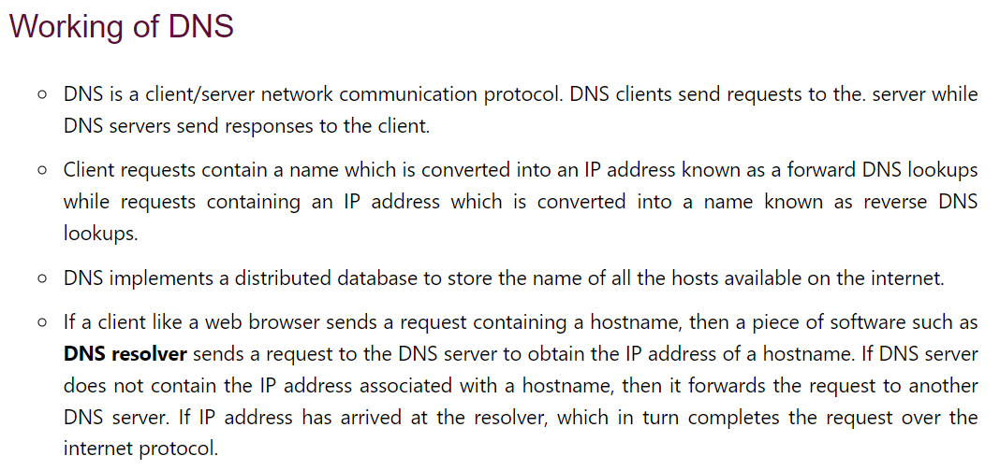 Working of DNS
DNS is a client/server network communication protocol. DNS clients send requests to the. server while
DNS servers send responses to the client.
Client requests contain a name which is converted into an IP address known as a forward DNS lookups
while requests containing an IP address which is converted into a name known as reverse DNS
lookups.
DNS implements a distributed database to store the name of all the hosts available on the internet.
If a client like a web browser sends a request containing a hostname, then a piece of software such as
DNS resolver sends a request to the DNS server to obtain the IP address of a hostname. If DNS server
does not contain the IP address associated with a hostname, then it forwards the request to another
DNS server. If IP address has arrived at the resolver, which in turn completes the request over the
internet protocol.